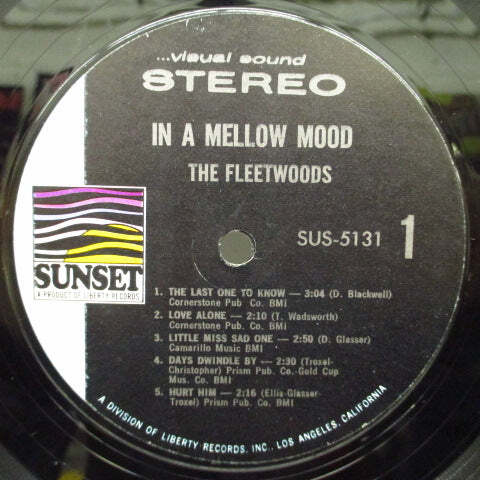 ...visual sound
STEREO
IN A MELLOW MOOD
THE FLEETWOODS
SUS-5131 1
SUNSET
A PRODUCT OF LIBERTY RECORDS
1. THE LAST ONE TO KNOW — 3:04 (D. Blackwell)
Cornerstone Pub. Co. BMI
2. LOVE ALONE — 2:10 (T. Wadsworth)
Cornerstone Pub. Co. BMI
3. LITTLE MISS SAD ONE — 2:50 (D. Glasser)
Camarillo Music BMI
4. DAYS DWINDLE BY — 2:30 (Troxel-
Christopher) Prism Pub. Co.-Gold Cup
Mus. Co. BMI
5. HURT HIM — 2:16 (Ellis-Glasser-
Troxel) Prism Pub. Co. BMI
A DIVISION OF LIBERTY RECORDS, INC., LOS ANGELES, CALIFORNIA